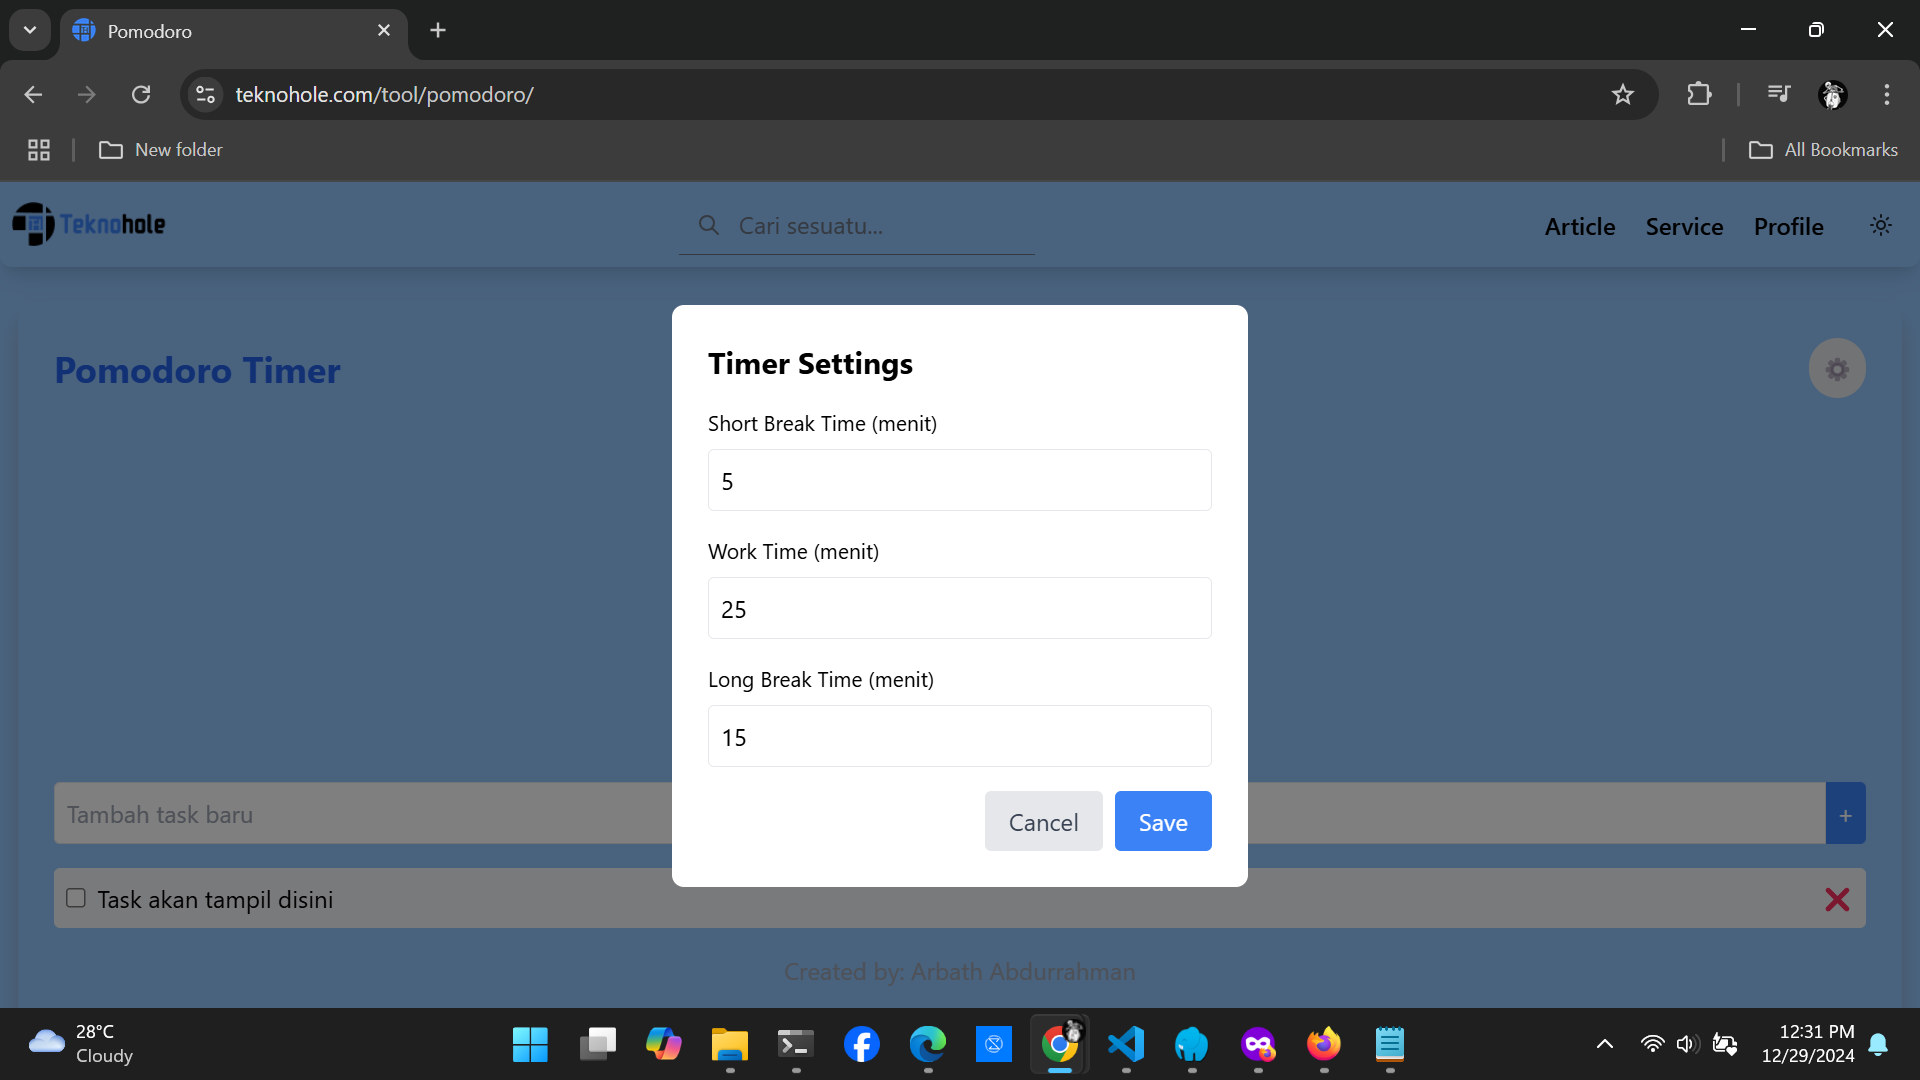 Pomodoro
teknohole.com/tool/pomodoro/
New folder
All Bookmarks
Teknohole
Cari sesuatu...
Article
Service
Profile
Pomodoro Timer
Timer Settings
Short Break Time (menit)
5
Work Time (menit)
25
Long Break Time (menit)
15
Cancel
Save
Tambah task baru
+
Task akan tampil disini
Created by: Arbath Abdurrahman
28°C
Cloudy
12:31 PM
12/29/2024